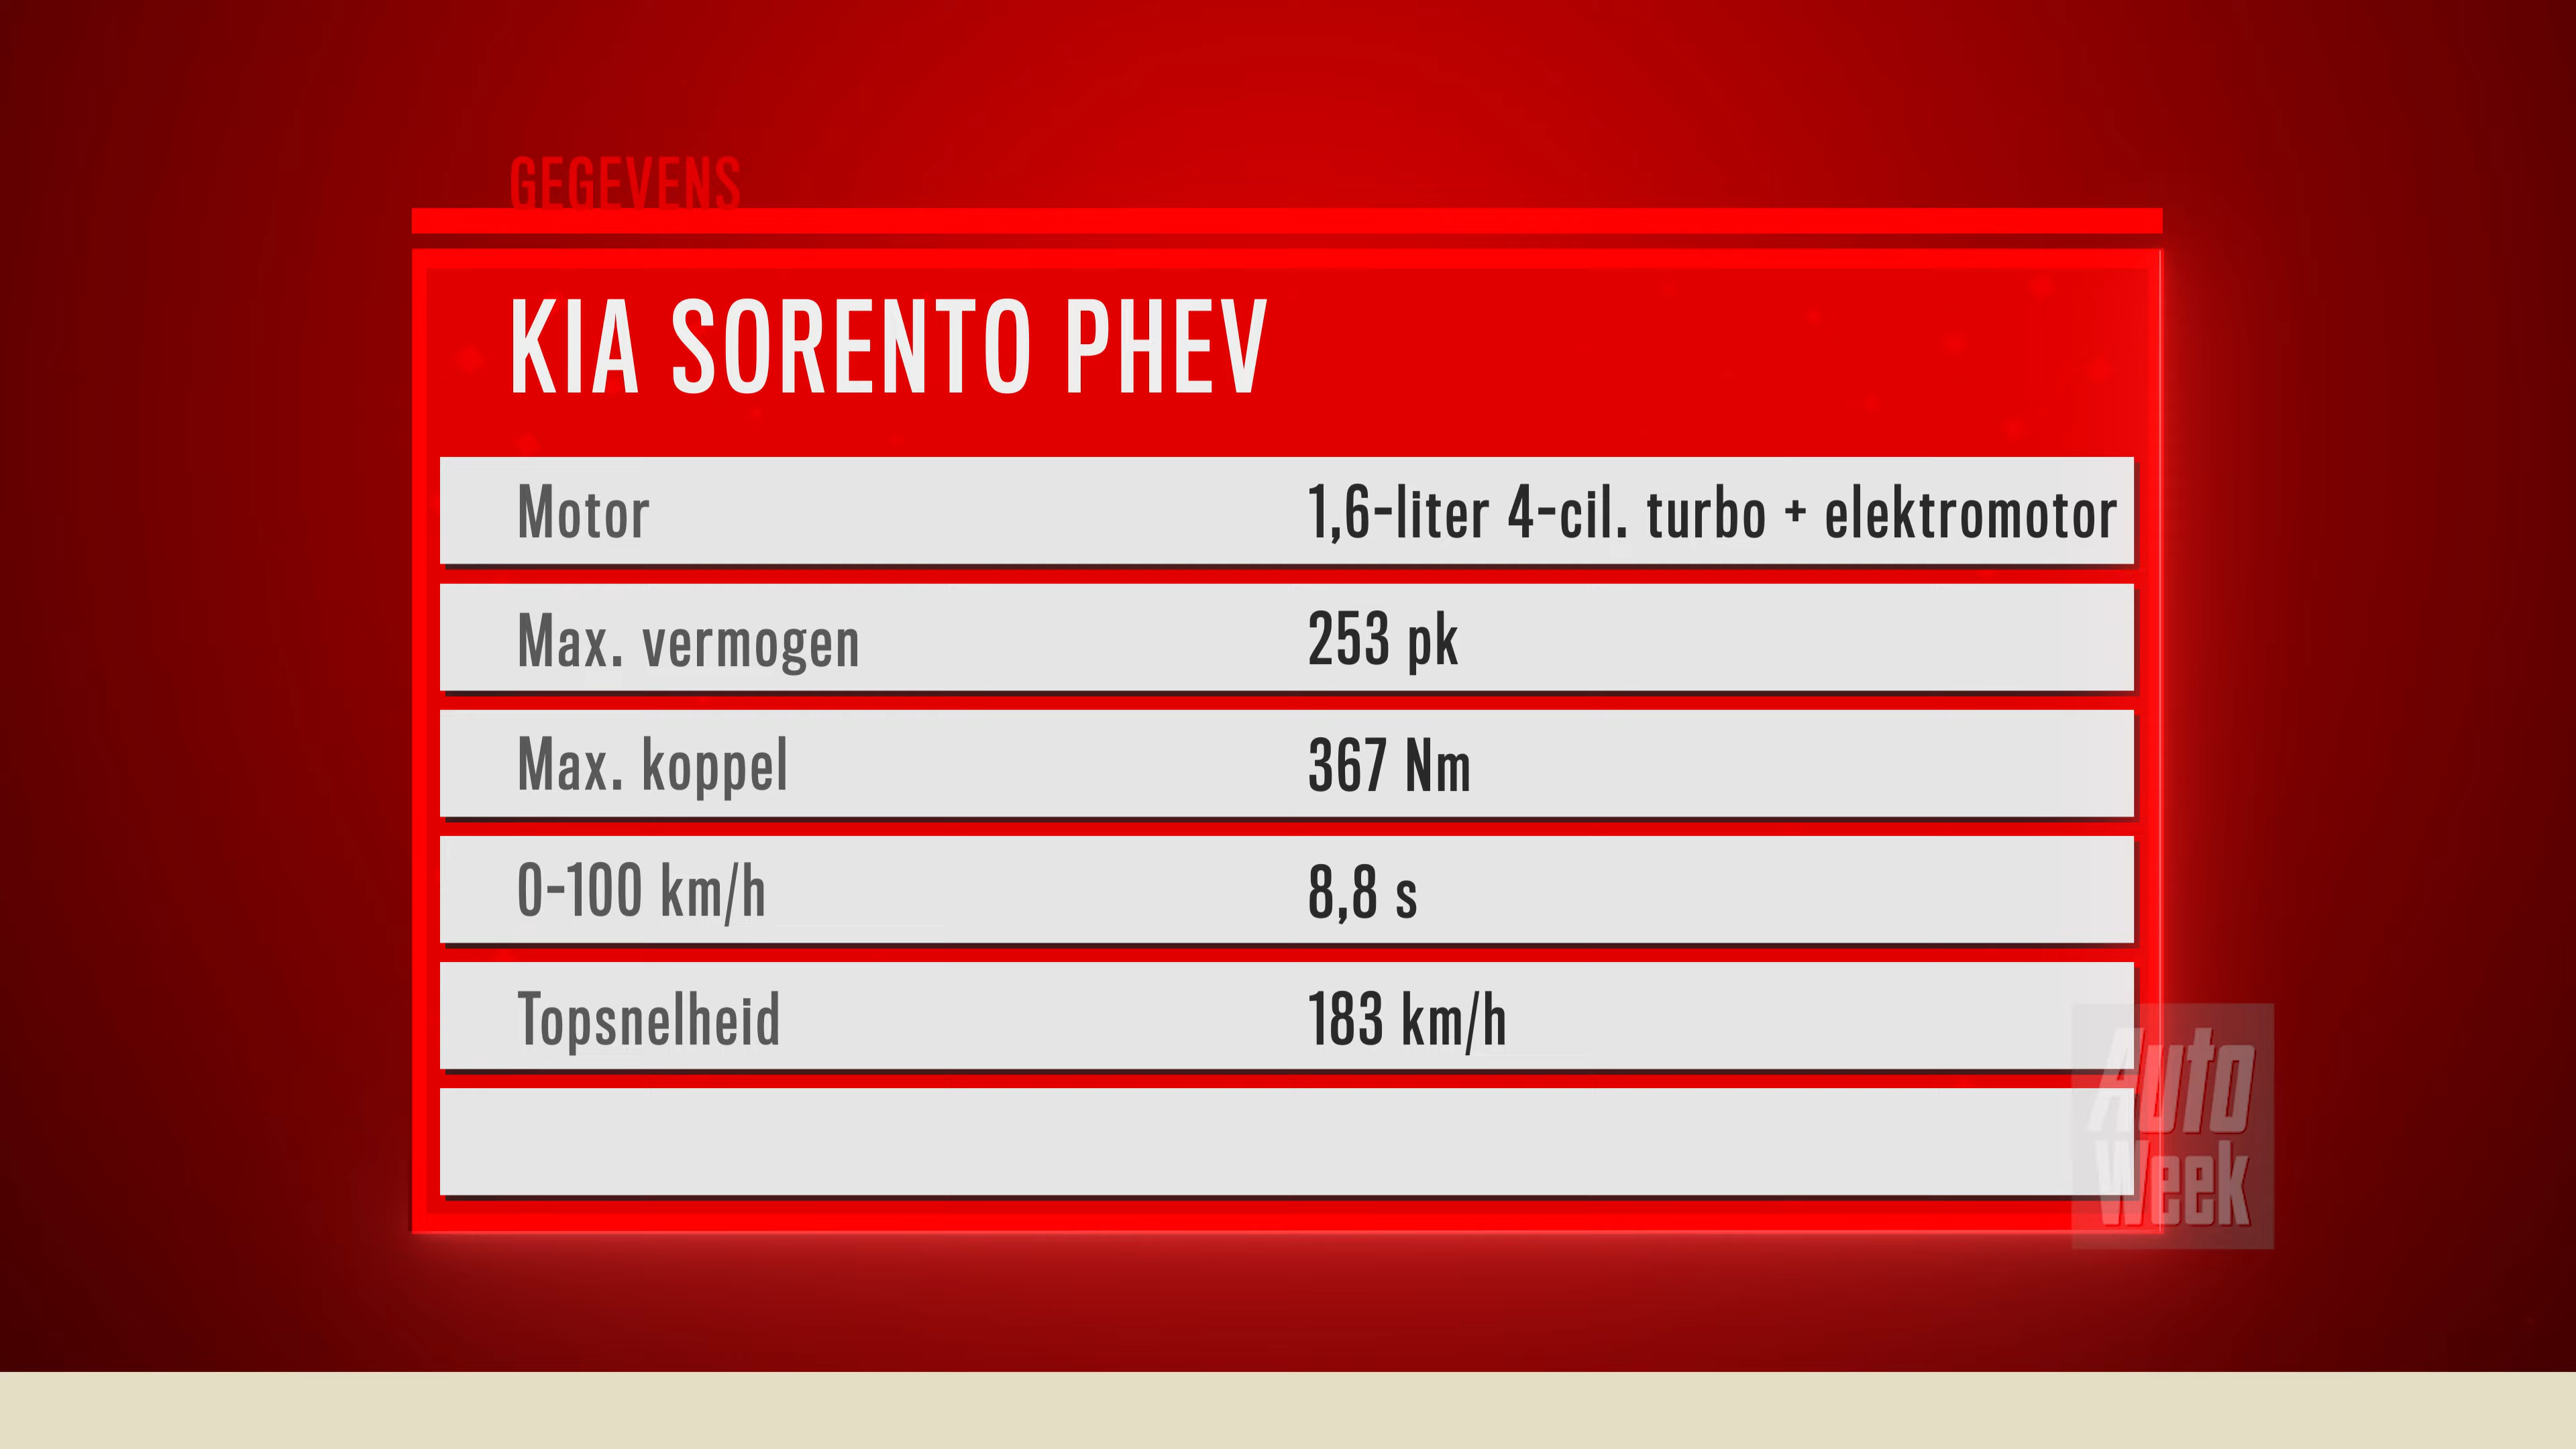 GEGEVENS
KIA SORENTO PHEV
Motor 1,6-liter 4-cil. turbo + elektromotor
Max. vermogen 253 pk
Max. koppel 367 Nm
0-100 km/h 8,8 s
Topsnelheid 183 km/h
Auto
Week